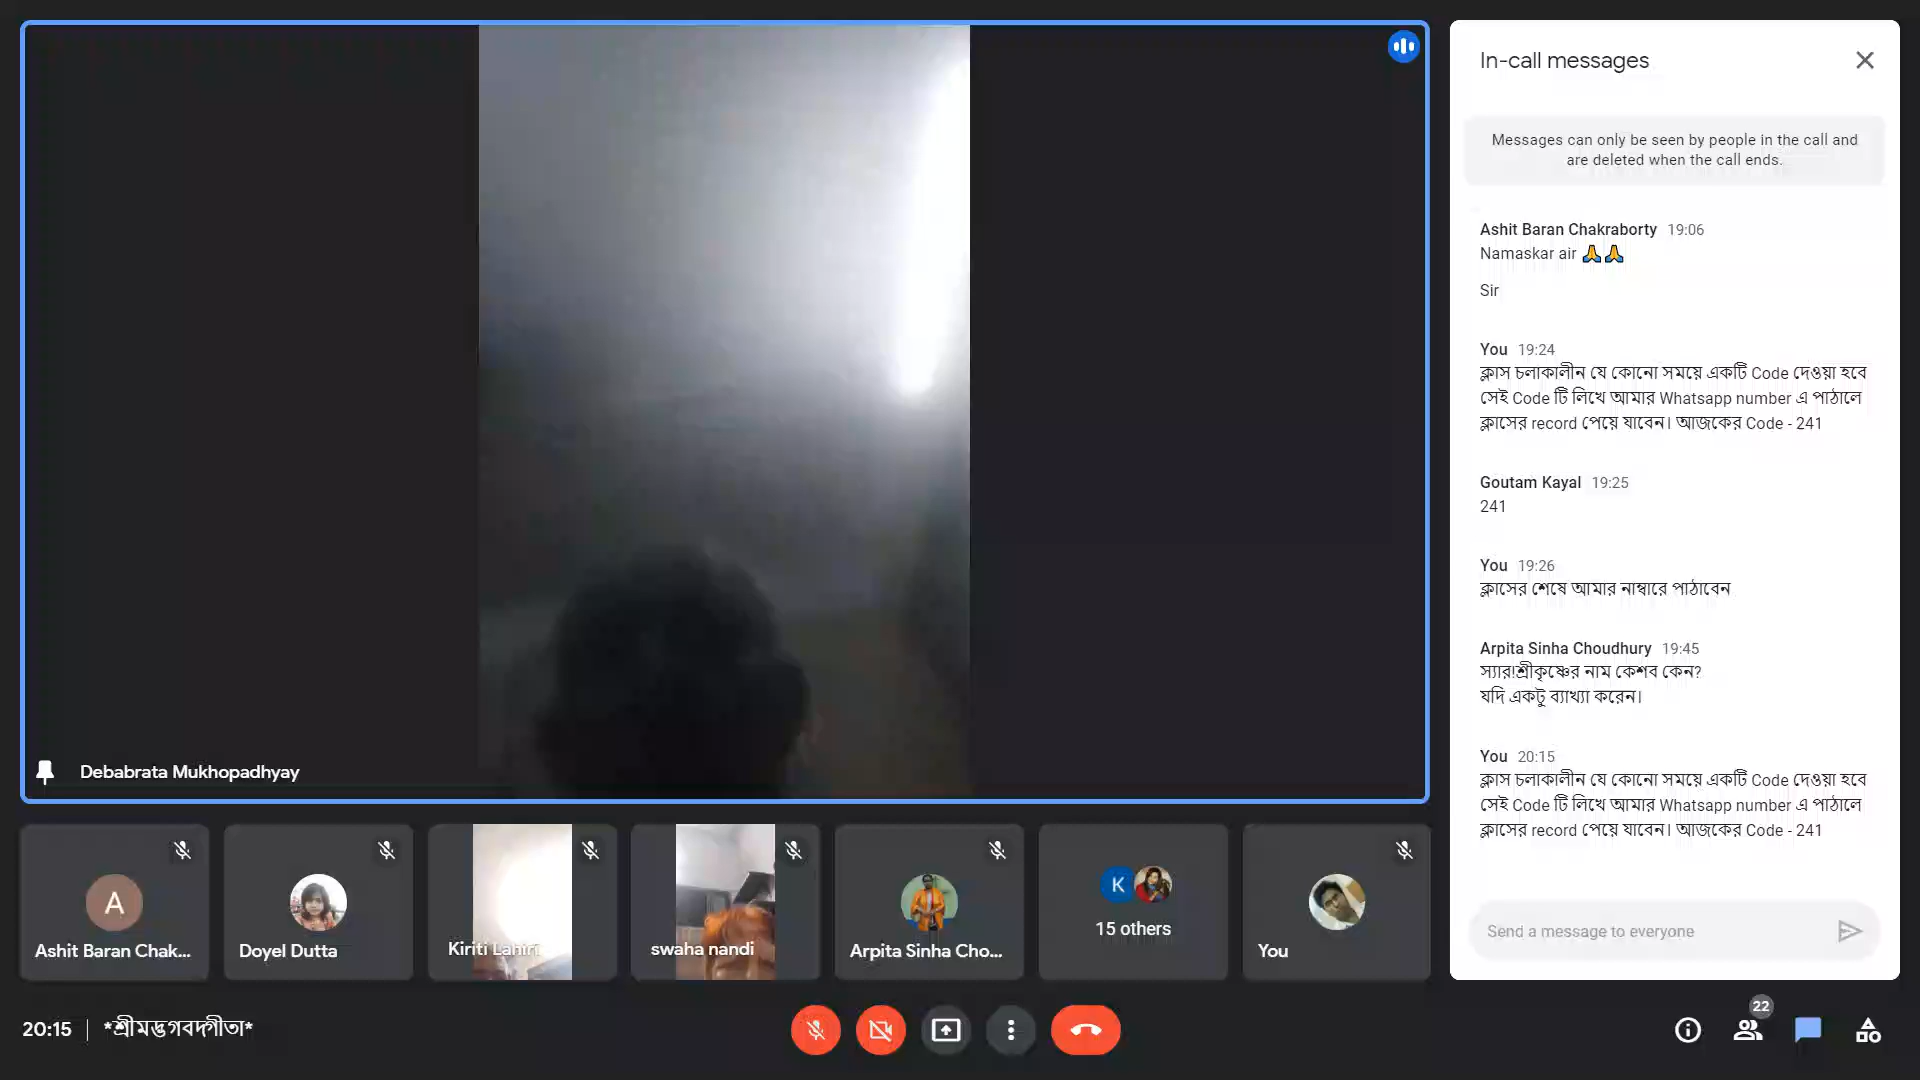 In-call messages
Messages can only be seen by people in the call and
are deleted when the call ends.
Ashit Baran Chakraborty 19:06
Namaskar air 🙏🙏
Sir
You 19:24
ক্লাস চলাকালীন যে কোনো সময়ে একটি Code দেওয়া হবে
সেই Code টি লিখে আমার Whatsapp number এ পাঠালে
ক্লাসের record পেয়ে যাবেন। আজকের Code - 241
Goutam Kayal 19:25
241
You 19:26
ক্লাসের শেষে আমার নাম্বারে পাঠাবেন
Arpita Sinha Choudhury 19:45
স্যার!শ্রীকৃষ্ণের নাম কেশব কেন?
যদি একটু ব্যাখ্যা করেন।
You 20:15
ক্লাস চলাকালীন যে কোনো সময়ে একটি Code দেওয়া হবে
সেই Code টি লিখে আমার Whatsapp number এ পাঠালে
ক্লাসের record পেয়ে যাবেন। আজকের Code - 241
Send a message to everyone
Debabrata Mukhopadhyay
A
Ashit Baran Chak...
Doyel Dutta
Kiriti Lahiri
swaha nandi
Arpita Sinha Cho...
K
15 others
You
20:15 | *শ্রীমদ্ভগবদ্গীতা*
22